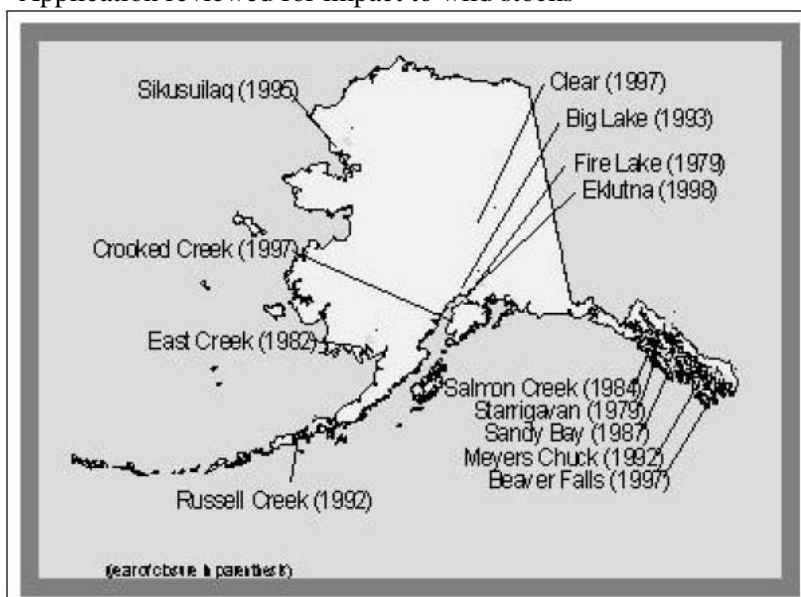 Application reviewed for impact to wild stocks
Sikusuilaq (1995)
Clear (1997)
Big Lake (1993)
Fire Lake (1979)
Eklutna (1998)
Crooked Creek (1997)
East Creek (1982)
Salmon Creek (1984)
Starrigavan (1979)
Sandy Bay (1987)
Meyers Chuck (1992)
Beaver Falls (1997)
Russell Creek (1992)
(year of closure in parenthesis)